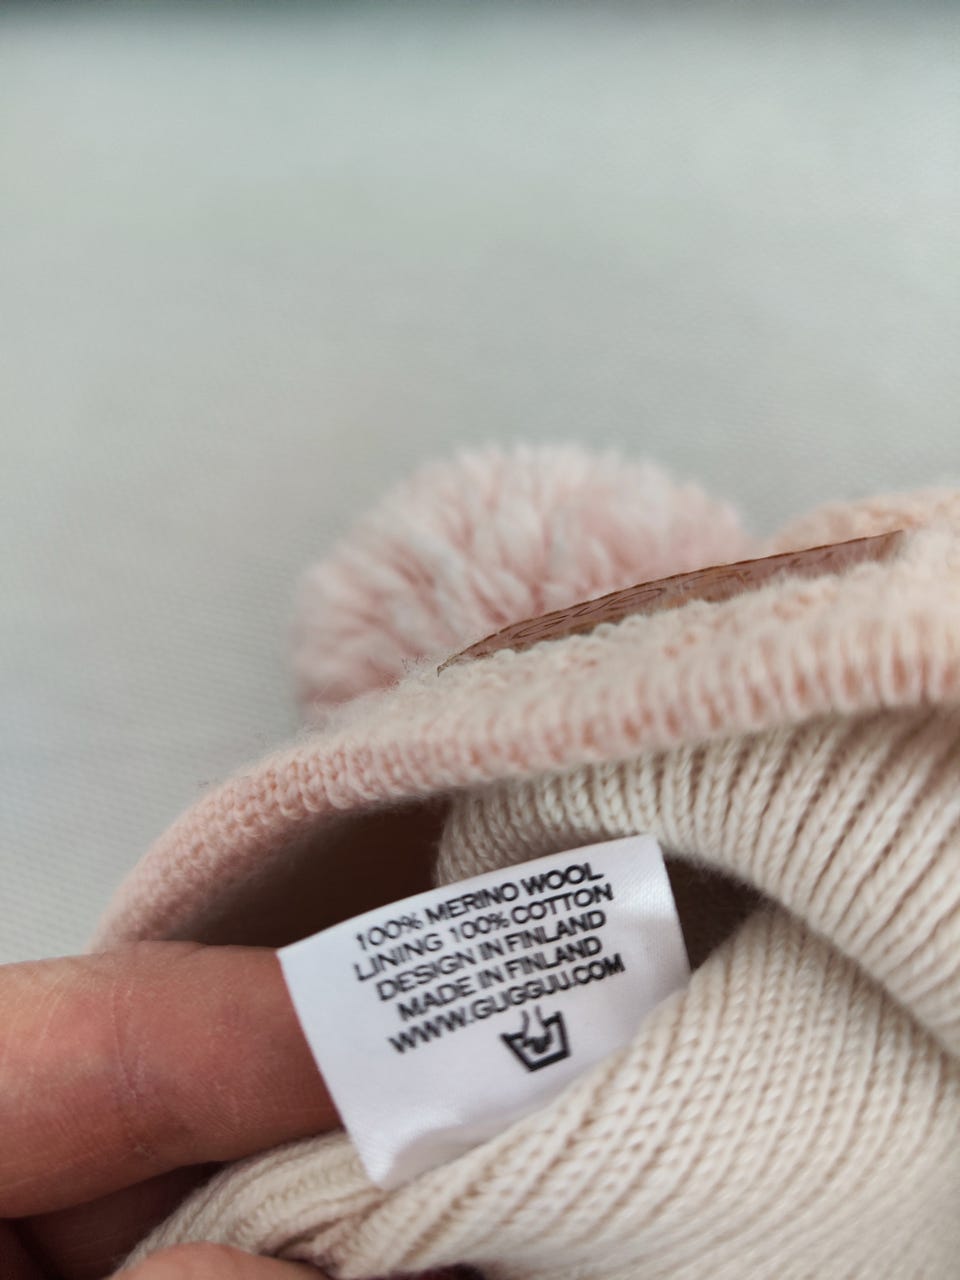 100% MERINO WOOL
LINING 100% COTTON
DESIGN IN FINLAND
MADE IN FINLAND
WWW.GUGGUU.COM